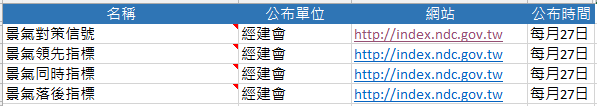 名稱 公布單位 網站 公布時間
景氣對策信號 經建會 http://index.ndc.gov.tw 每月27日
景氣領先指標 經建會 http://index.ndc.gov.tw 每月27日
景氣同時指標 經建會 http://index.ndc.gov.tw 每月27日
景氣落後指標 經建會 http://index.ndc.gov.tw 每月27日